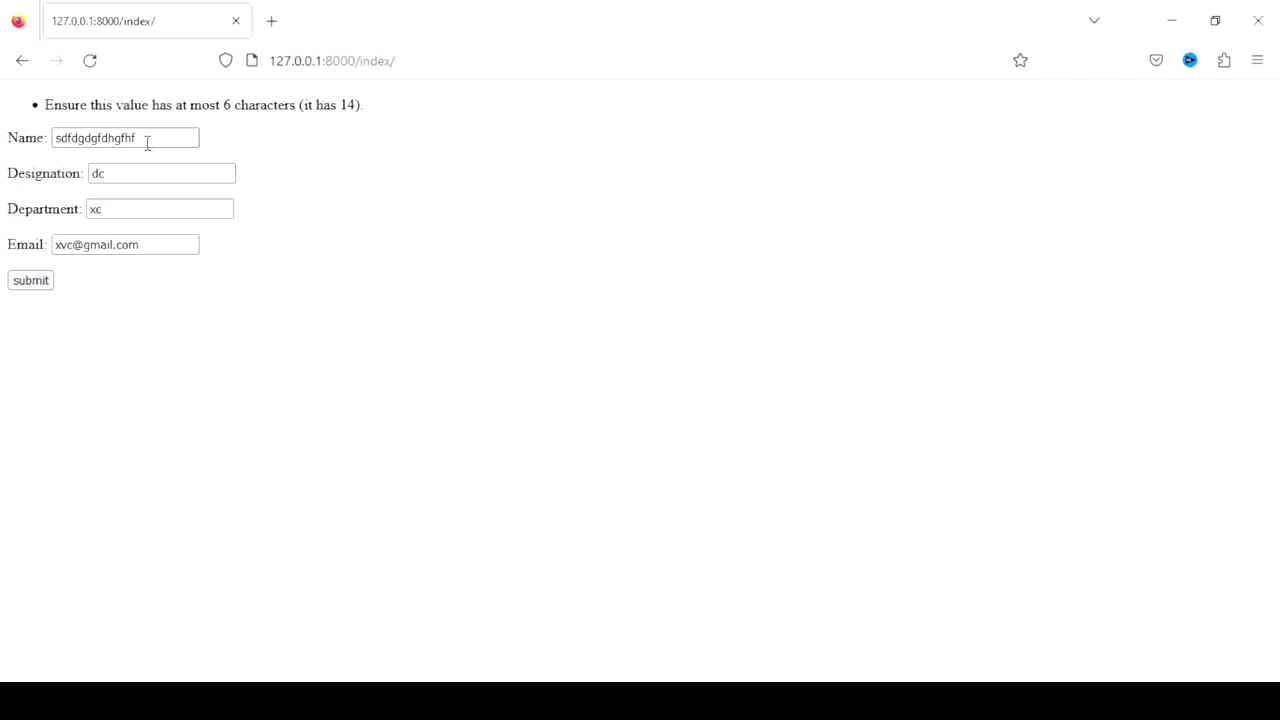 127.0.0.1:8000/index/
127.0.0.1:8000/index/
• Ensure this value has at most 6 characters (it has 14).
Name: sdfdgdgfdhgfhf
Designation: dc
Department: xc
Email: xvc@gmail.com
submit